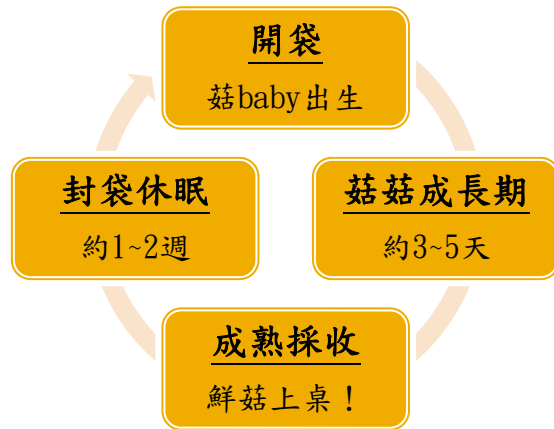 開袋
菇baby出生
菇菇成長期
約3~5天
成熟採收
鮮菇上桌！
封袋休眠
約1~2週